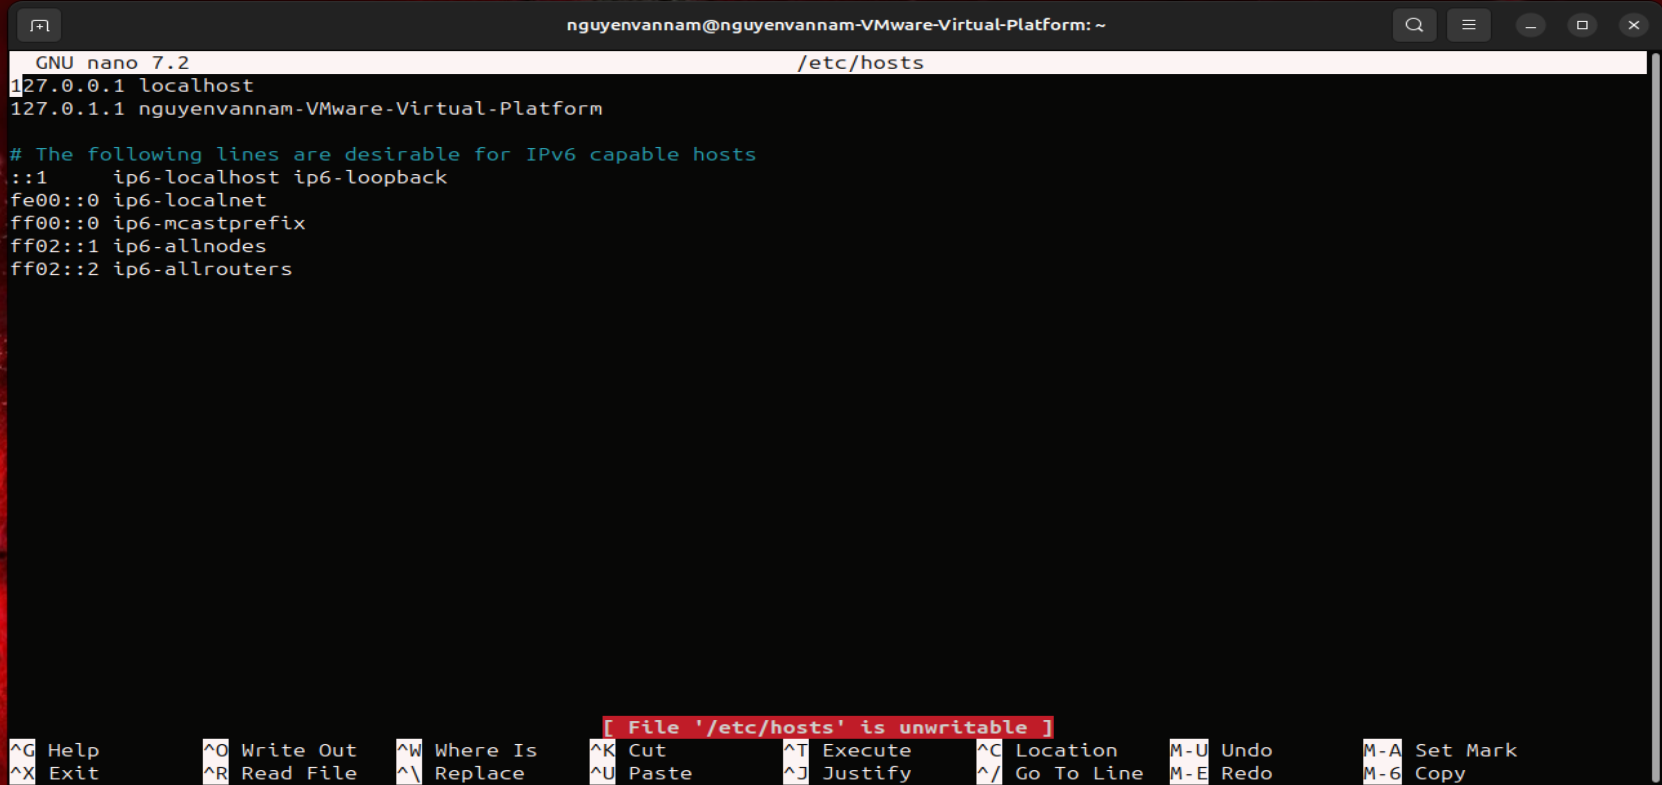 nguyenvannam@nguyenvannam-VMware-Virtual-Platform: ~
GNU nano 7.2 /etc/hosts
127.0.0.1 localhost
127.0.1.1 nguyenvannam-VMware-Virtual-Platform
# The following lines are desirable for IPv6 capable hosts
::1     ip6-localhost ip6-loopback
fe00::0 ip6-localnet
ff00::0 ip6-mcastprefix
ff02::1 ip6-allnodes
ff02::2 ip6-allrouters
[ File '/etc/hosts' is unwritable ]
^G Help ^O Write Out ^W Where Is ^K Cut ^T Execute ^C Location M-U Undo M-A Set Mark
^X Exit ^R Read File ^\ Replace ^U Paste ^J Justify ^/ Go To Line M-E Redo M-6 Copy